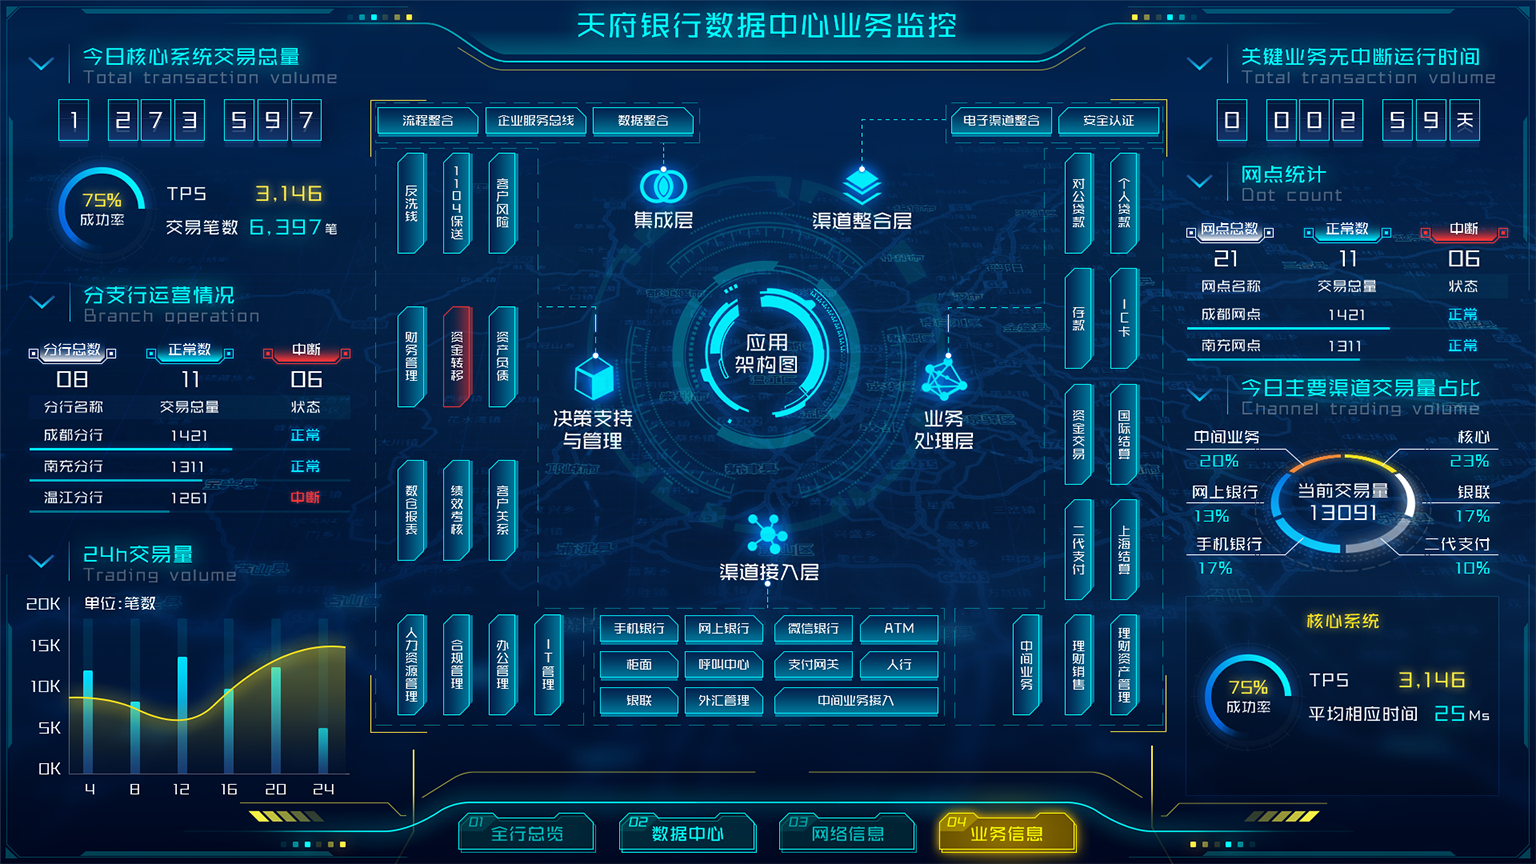 天府银行数据中心业务监控
今日核心系统交易总量
Total transaction volume
1 273 597
75%
成功率
TPS 3,146
交易笔数 6,397笔
分支行运营情况
Branch operation
分行总数 正常数 中断
08 11 06
分行名称 交易总量 状态
成都分行 1421 正常
南充分行 1311 正常
温江分行 1261 中断
24h交易量
Trading volume
单位:笔数
20K
15K
10K
5K
0K
4 8 12 16 20 24
流程整合 企业服务总线 数据整合
电子渠道整合 安全认证
反洗钱
1104保送
客户风险
财务管理
资金转移
资产负债
数仓报表
绩效考核
客户关系
人力资源管理
合规管理
办公管理
IT管理
集成层
渠道整合层
应用
架构图
决策支持
与管理
业务
处理层
渠道接入层
手机银行 网上银行 微信银行 ATM
柜面 呼叫中心 支付网关 人行
银联 外汇管理 中间业务接入
对公贷款
个人贷款
存款
IC卡
资金交易
国际结算
二代支付
上海结算
中间业务
理财销售
理财资产管理
关键业务无中断运行时间
Total transaction volume
0 002 59天
网点统计
Dot count
网点总数 正常数 中断
21 11 06
网点名称 交易总量 状态
成都网点 1421 正常
南充网点 1311 正常
今日主要渠道交易量占比
Channel trading volume
中间业务
20%
网上银行
13%
手机银行
17%
当前交易量
13091
核心
23%
银联
17%
二代支付
10%
核心系统
75%
成功率
TPS 3,146
平均相应时间 25Ms
01 全行总览
02 数据中心
03 网络信息
04 业务信息